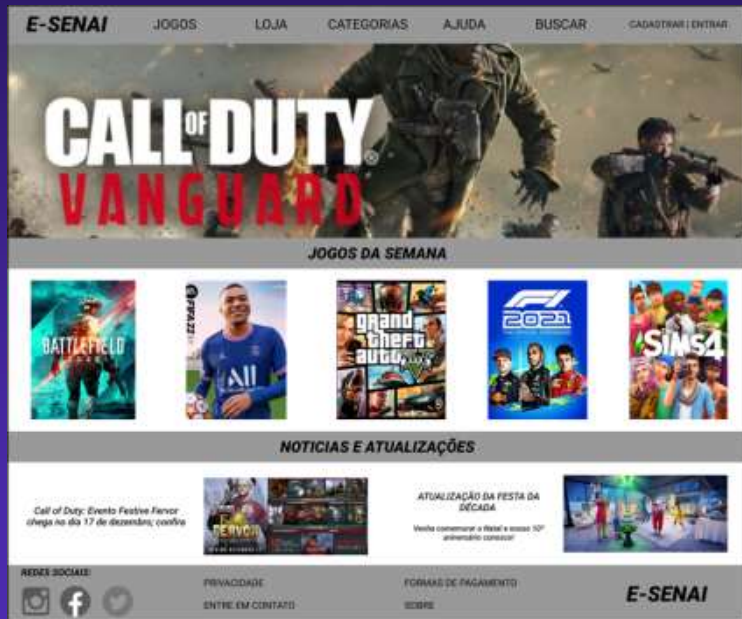 E-SENAI
JOGOS
LOJA
CATEGORIAS
AJUDA
BUSCAR
CADASTRAR | ENTRAR
CALL OF DUTY
VANGUARD
JOGOS DA SEMANA
BATTLEFIELD
FIFA 22
grand
theft
auto
V
F1
2021
SIMS4
NOTICIAS E ATUALIZAÇÕES
Call of Duty: Evento Festive Fervor
chega no dia 17 de dezembro; confira
FERVOR
ATUALIZAÇÃO DA FESTA DA
DÉCADA
Venha comemorar o Natal e nosso 10º
aniversário conosco!
REDES SOCIAIS:
PRIVACIDADE
ENTRE EM CONTATO
FORMAS DE PAGAMENTO
SOBRE
E-SENAI